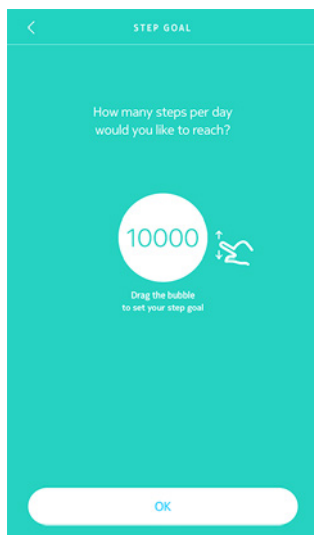 STEP GOAL
How many steps per day
would you like to reach?
10000
Drag the bubble
to set your step goal
OK